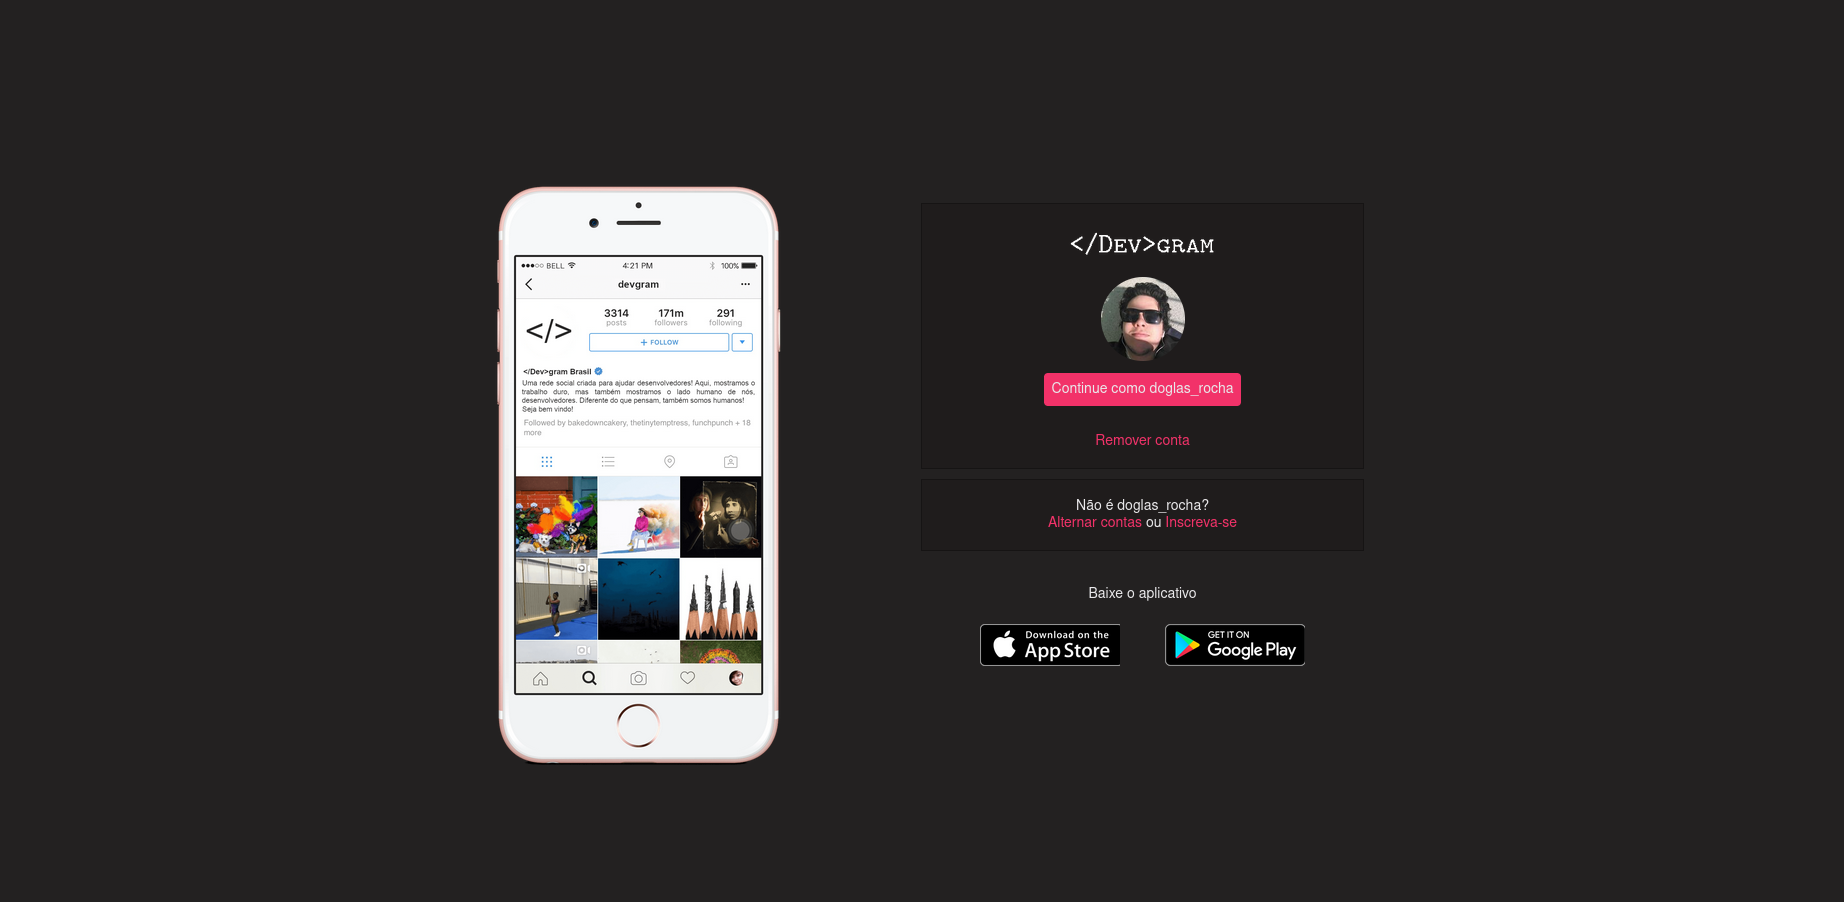 ●●●○○ BELL 4:21 PM 100%
devgram
3314 171m 291
posts followers following
+ FOLLOW
</>
</Dev>gram Brasil
Uma rede social criada para ajudar desenvolvedores! Aqui, mostramos o
trabalho duro, mas também mostramos o lado humano de nós,
desenvolvedores. Diferente do que pensam, também somos humanos!
Seja bem vindo!
Followed by bakedowncakery, thetinytemptress, funchpunch + 18
more
</Dev>gram
Continue como doglas_rocha
Remover conta
Não é doglas_rocha?
Alternar contas ou Inscreva-se
Baixe o aplicativo
Download on the
App Store
GET IT ON
Google Play